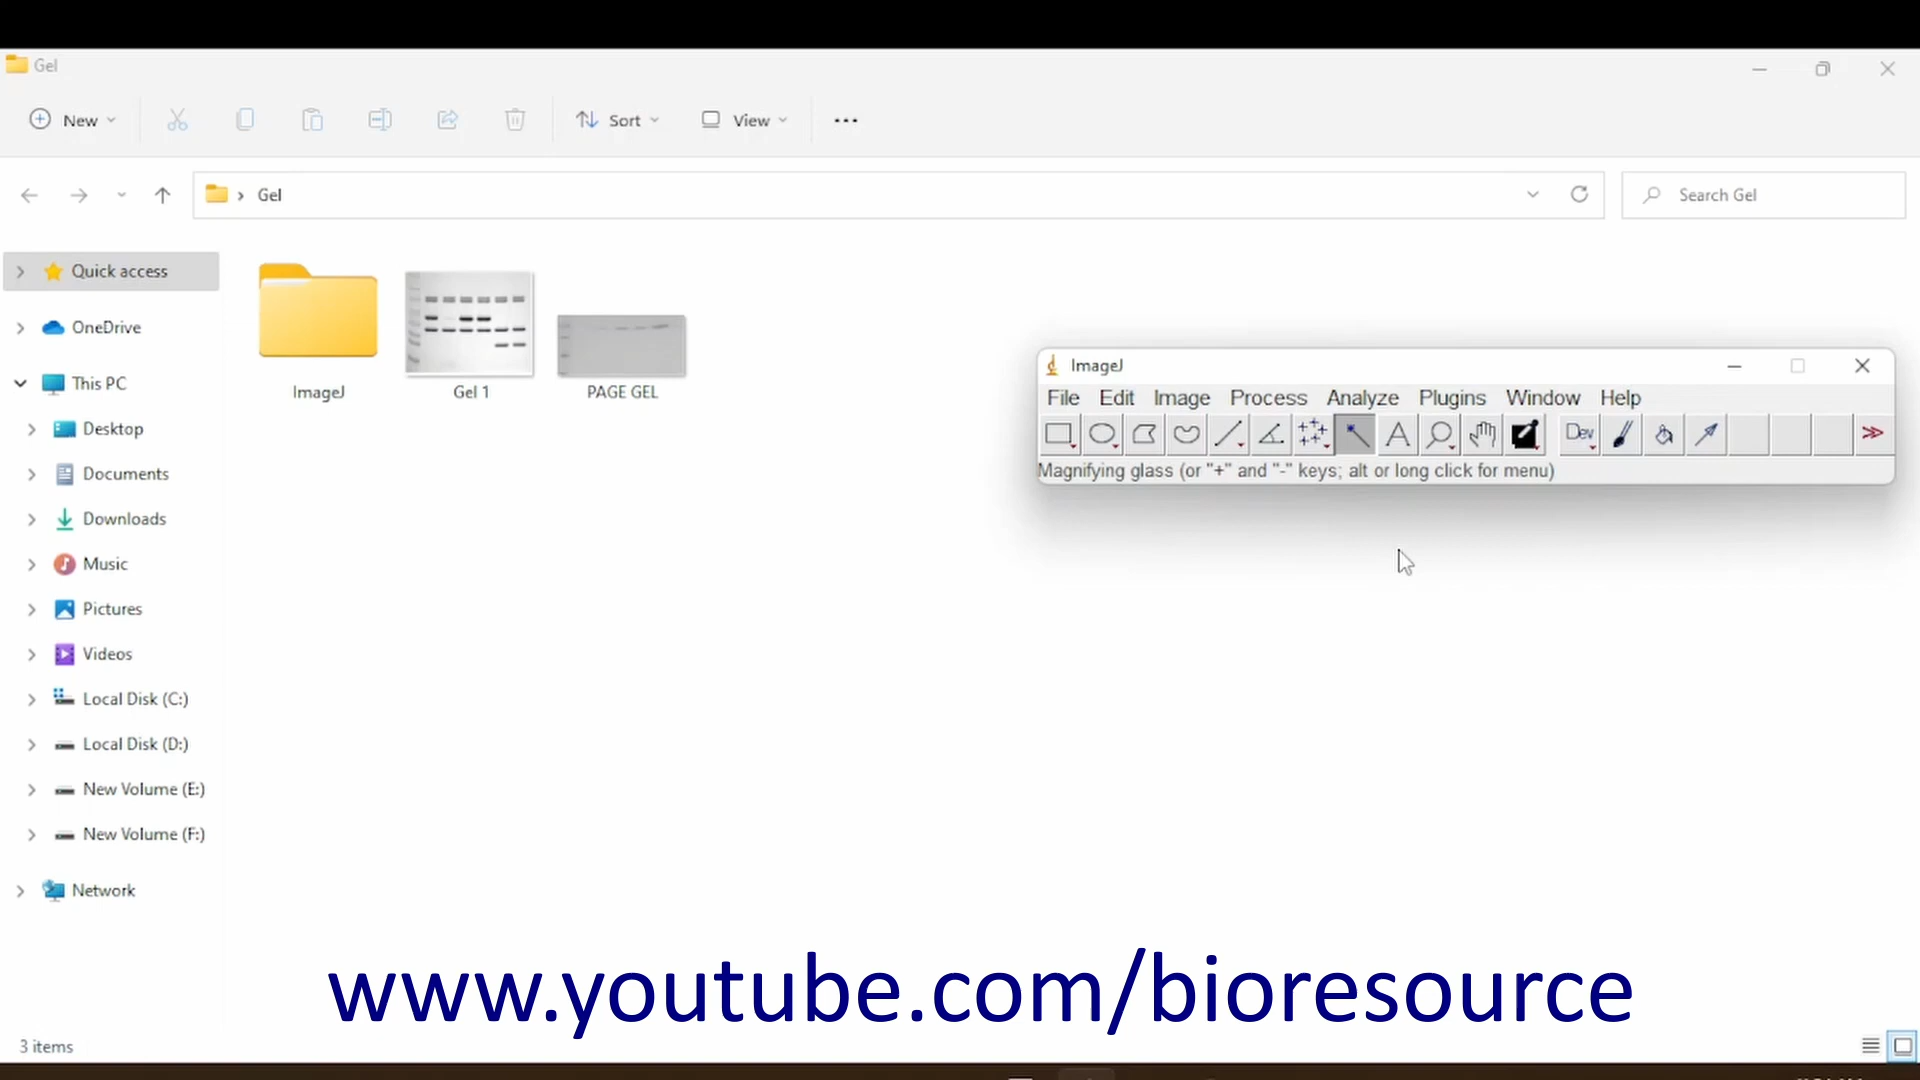 Gel
New
Sort
View
Gel
Search Gel
Quick access
OneDrive
This PC
Desktop
Documents
Downloads
Music
Pictures
Videos
Local Disk (C:)
Local Disk (D:)
New Volume (E:)
New Volume (F:)
Network
ImageJ
Gel 1
PAGE GEL
ImageJ
File Edit Image Process Analyze Plugins Window Help
A Dev
Magnifying glass (or "+" and "-" keys; alt or long click for menu)
www.youtube.com/bioresource
3 items